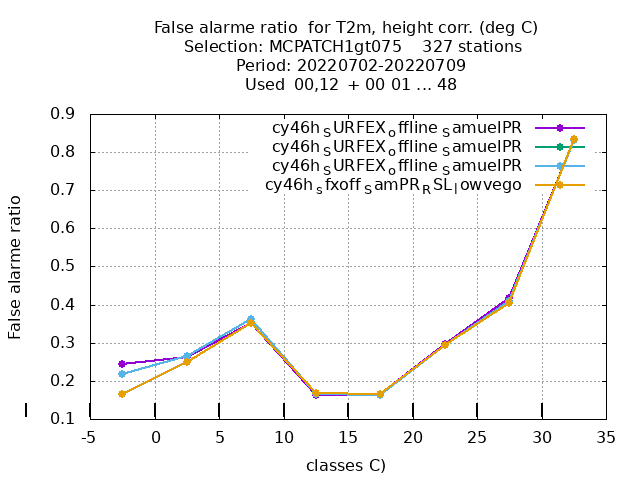 False alarme ratio  for T2m, height corr. (deg C)
Selection: MCPATCH1gt075    327 stations
Period: 20220702-20220709
Used  00,12  + 00 01 ... 48
cy46h_SURFEX_offline_SamuelPR
cy46h_SURFEX_offline_SamuelPR
cy46h_SURFEX_offline_SamuelPR
cy46h_sfxoff_SamPR_RSL_lowvego
0.9
0.8
0.7
0.6
0.5
0.4
0.3
0.2
0.1
False alarme ratio
-5 0 5 10 15 20 25 30 35
classes C)